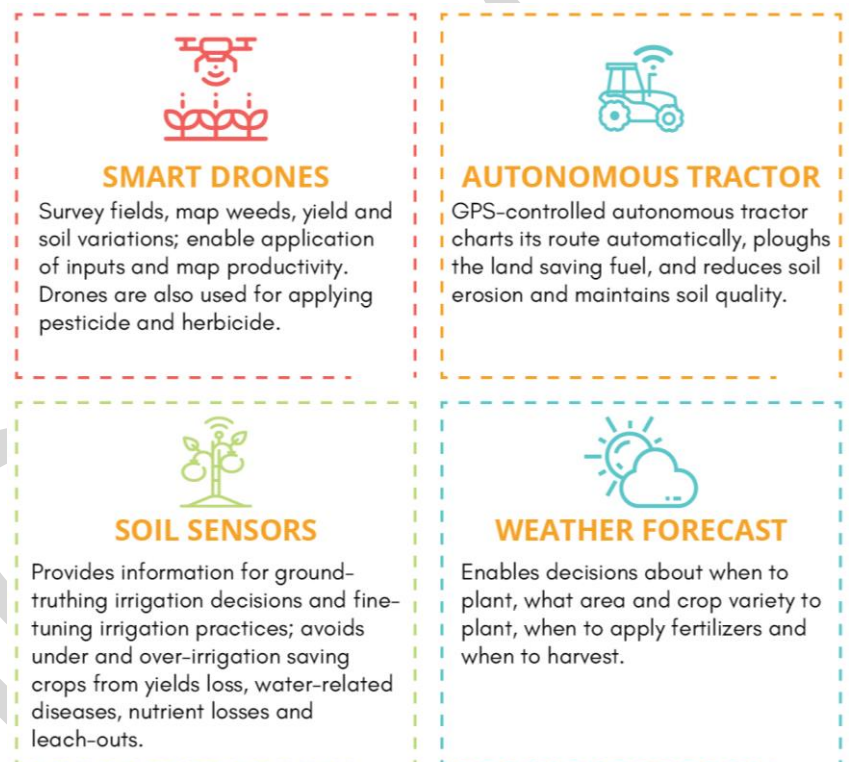 SMART DRONES
Survey fields, map weeds, yield and
soil variations; enable application
of inputs and map productivity.
Drones are also used for applying
pesticide and herbicide.
AUTONOMOUS TRACTOR
GPS-controlled autonomous tractor
charts its route automatically, ploughs
the land saving fuel, and reduces soil
erosion and maintains soil quality.
SOIL SENSORS
Provides information for ground-
truthing irrigation decisions and fine-
tuning irrigation practices; avoids
under and over-irrigation saving
crops from yields loss, water-related
diseases, nutrient losses and
leach-outs.
WEATHER FORECAST
Enables decisions about when to
plant, what area and crop variety to
plant, when to apply fertilizers and
when to harvest.